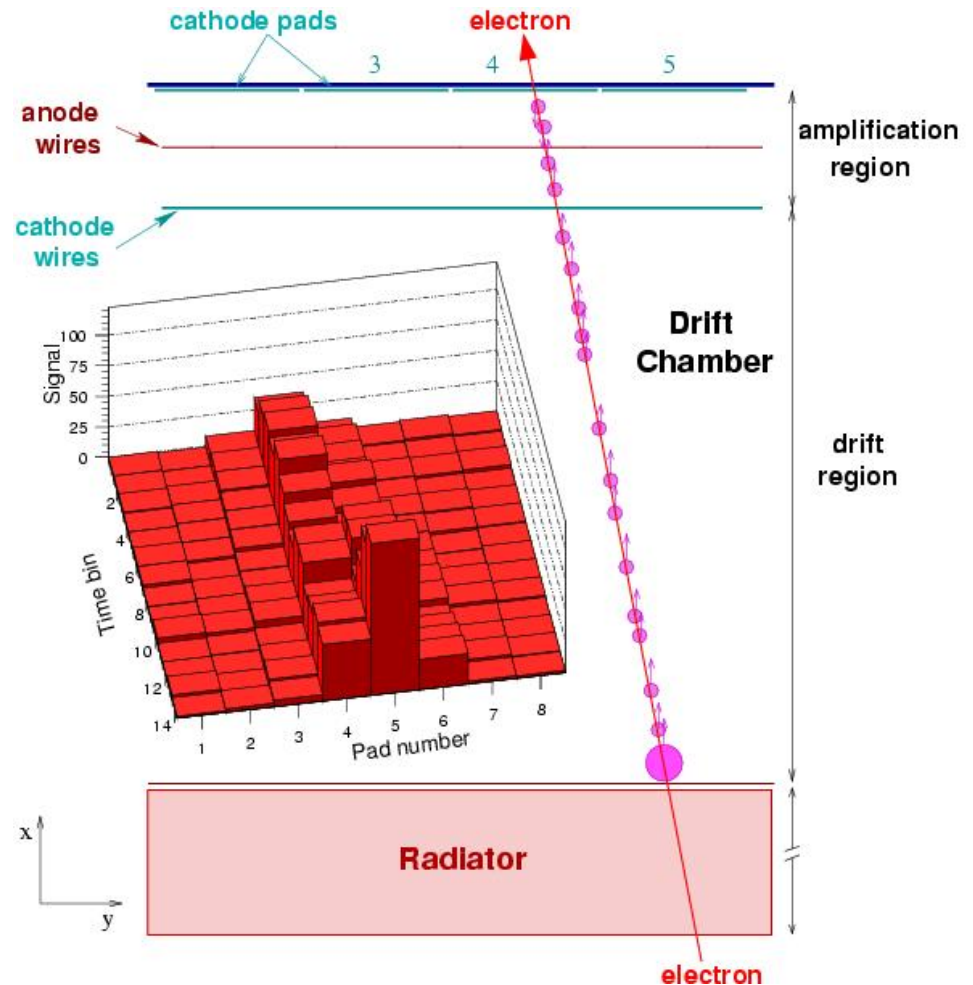 cathode pads
electron
3 4 5
anode
wires
amplification
region
cathode
wires
Drift
Chamber
drift
region
Signal
100
75
50
25
0
Time bin
2
4
6
8
10
12
14
1 2 3 4 5 6 7 8
Pad number
Radiator
x
y
electron